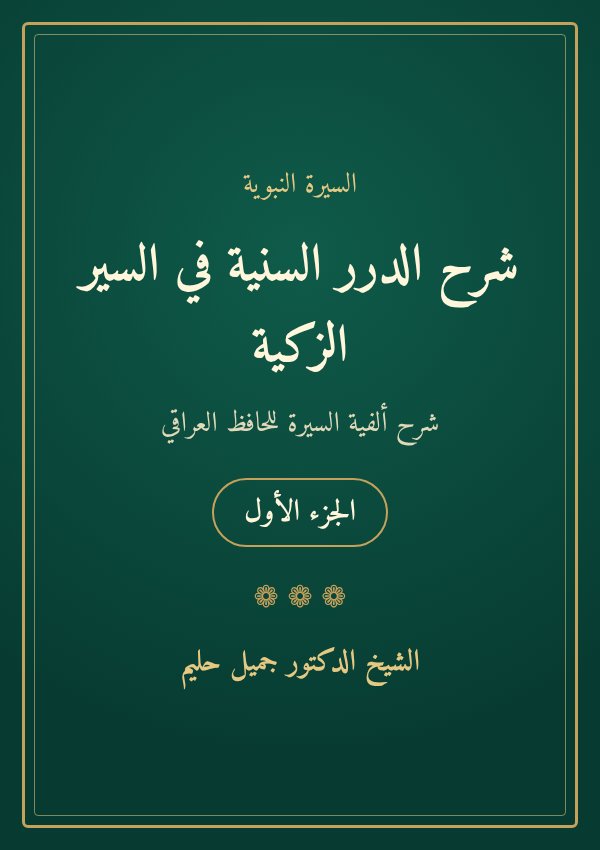 السيرة النبوية
شرح الدرر السنية في السير
الزكية
شرح ألفية السيرة للحافظ العراقي
الجزء الأول
الشيخ الدكتور جميل حليم